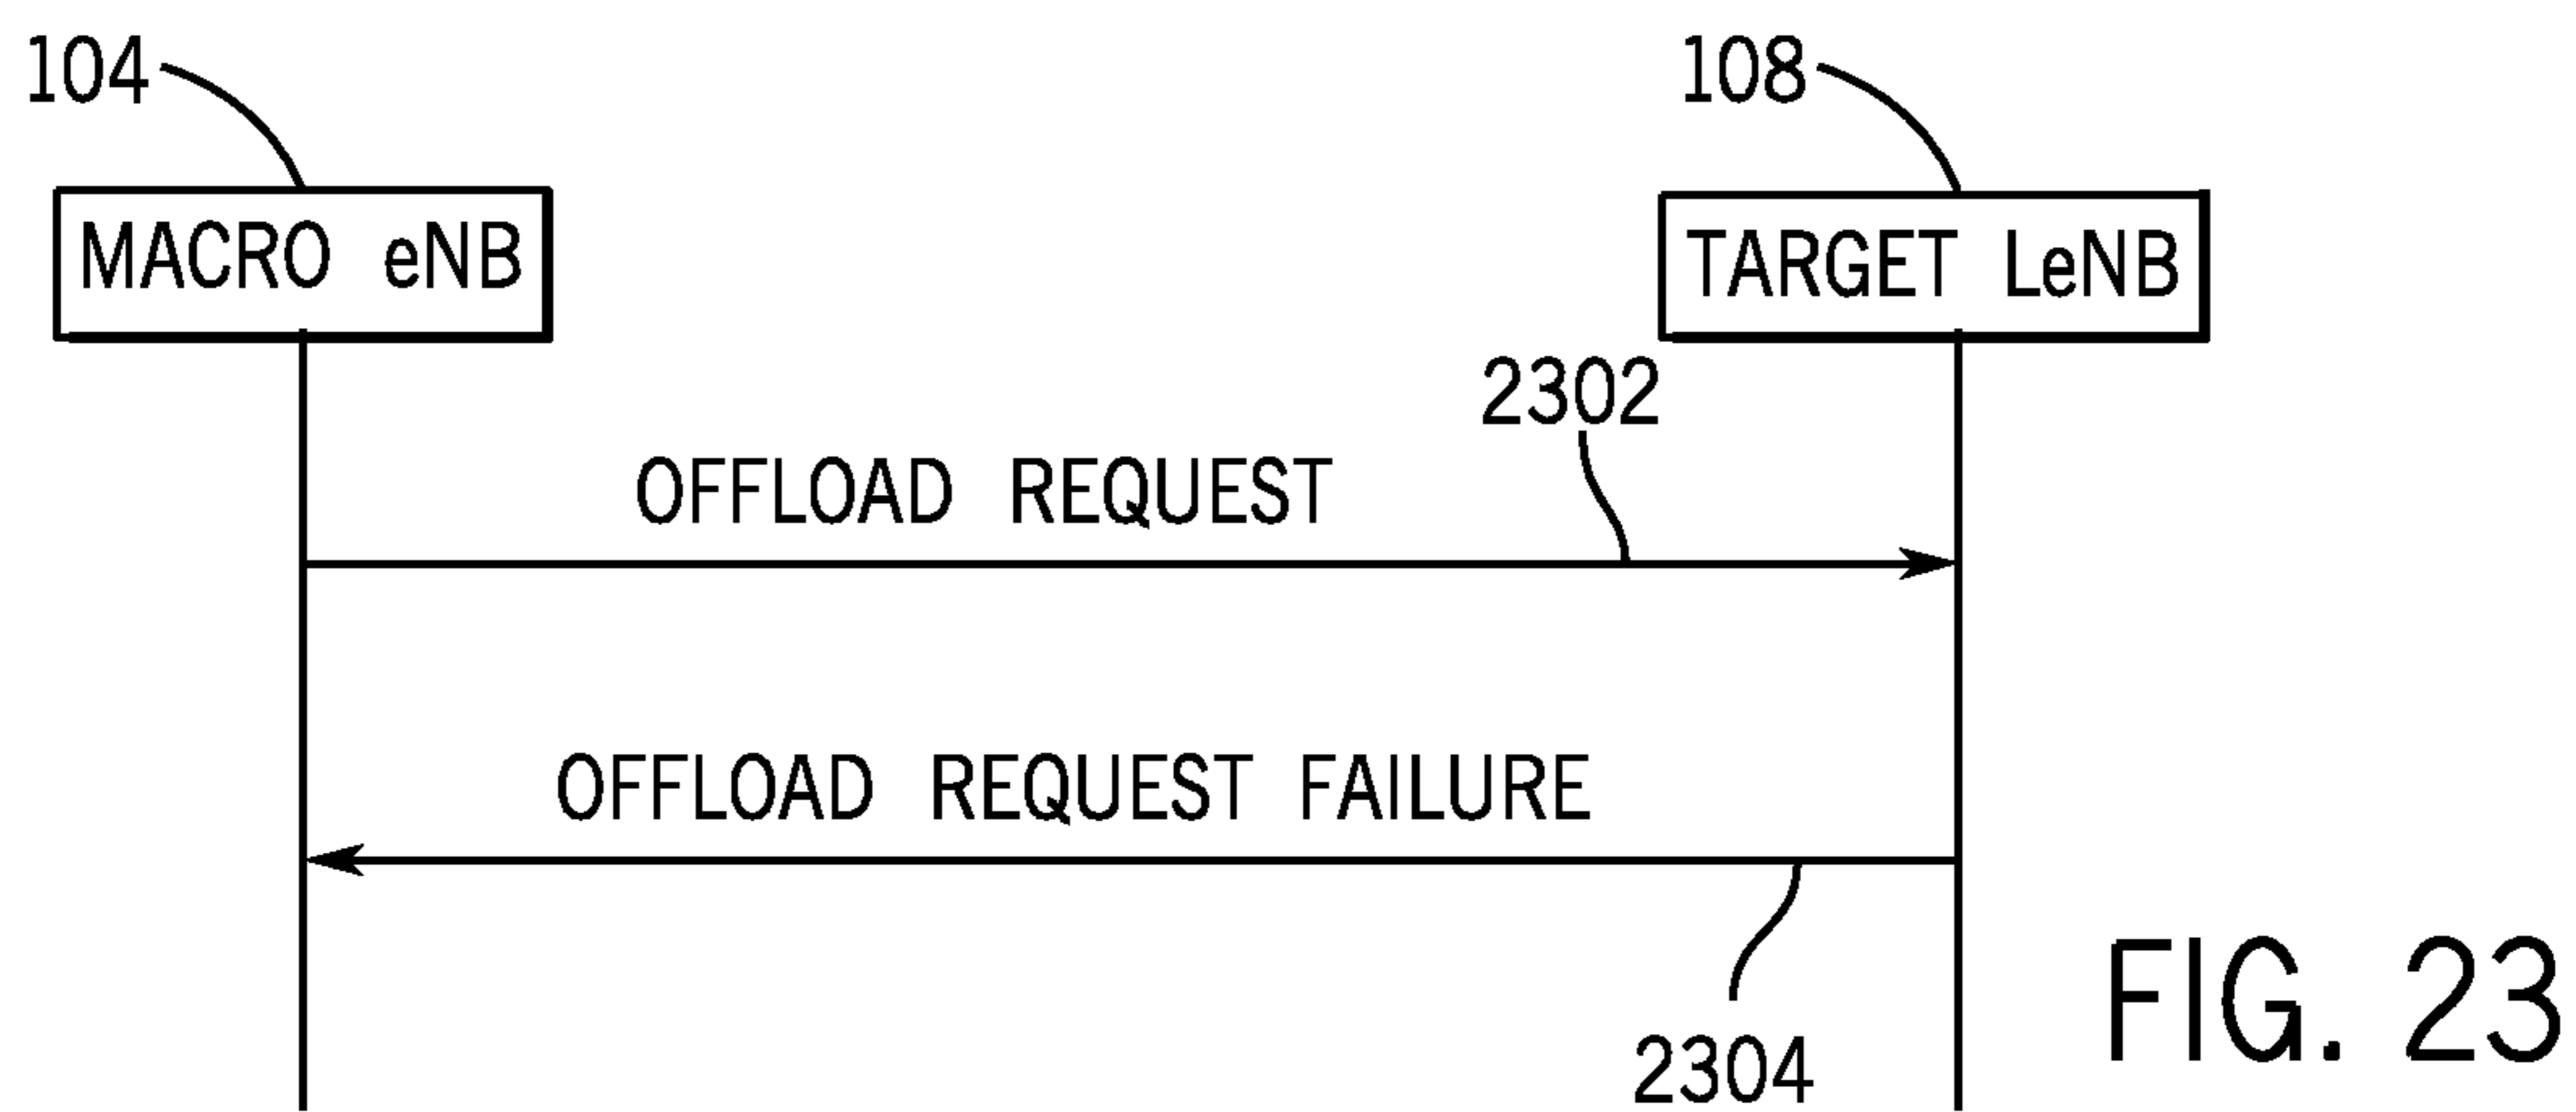 104
108
MACRO eNB
TARGET LeNB
2302
OFFLOAD REQUEST
OFFLOAD REQUEST FAILURE
2304
FIG. 23